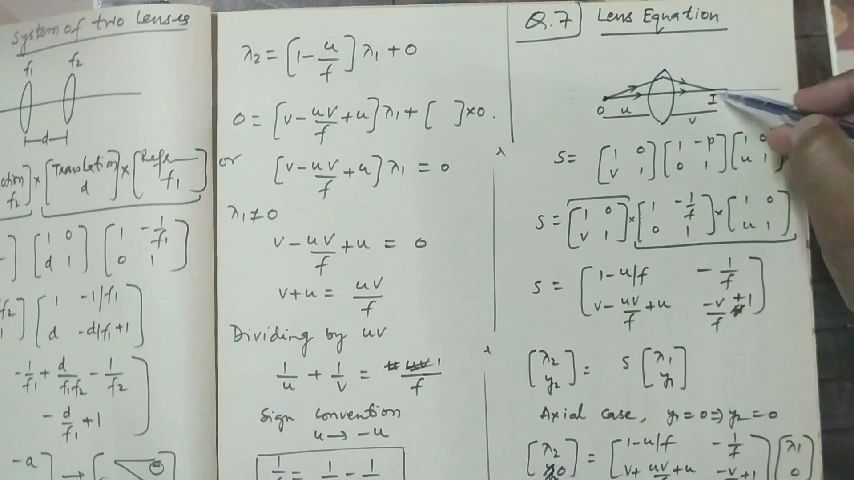 System of two Lenses
f₁ f₂
d
f₂] × [Translation d] × [Refra f₁]
[1 0; d 1] [1 -1/f₁; 0 1]
[1 -1/f₁; d -d/f₁+1]
-1/f₁ + d/f₁f₂ - 1/f₂
-d/f₁ + 1
-a
λ₂ = [1 - u/f] λ₁ + 0
0 = [v - uv/f + u] λ₁ + [ ] × 0.
or [v - uv/f + u] λ₁ = 0
λ₁ ≠ 0
v - uv/f + u = 0
v + u = uv/f
Dividing by uv
1/u + 1/v = 1/f
Sign convention
u → -u
1/f = 1/ - 1/
Q.7] Lens Equation
O u I
v
S = [1 0; v 1] [1 -p; 0 1] [1 0; u 1]
S = [1 0; v 1] × [1 -1/f; 0 1] × [1 0; u 1]
S = [1-u/f -1/f; v - uv/f + u -v/f + 1]
[λ₂; y₂] = S [λ₁; y₁]
Axial case, y₁ = 0 ⇒ y₂ = 0
[λ₂; 0] = [1-u/f -1/f; v+ uv/f + u -v/f + 1] [λ₁; 0]